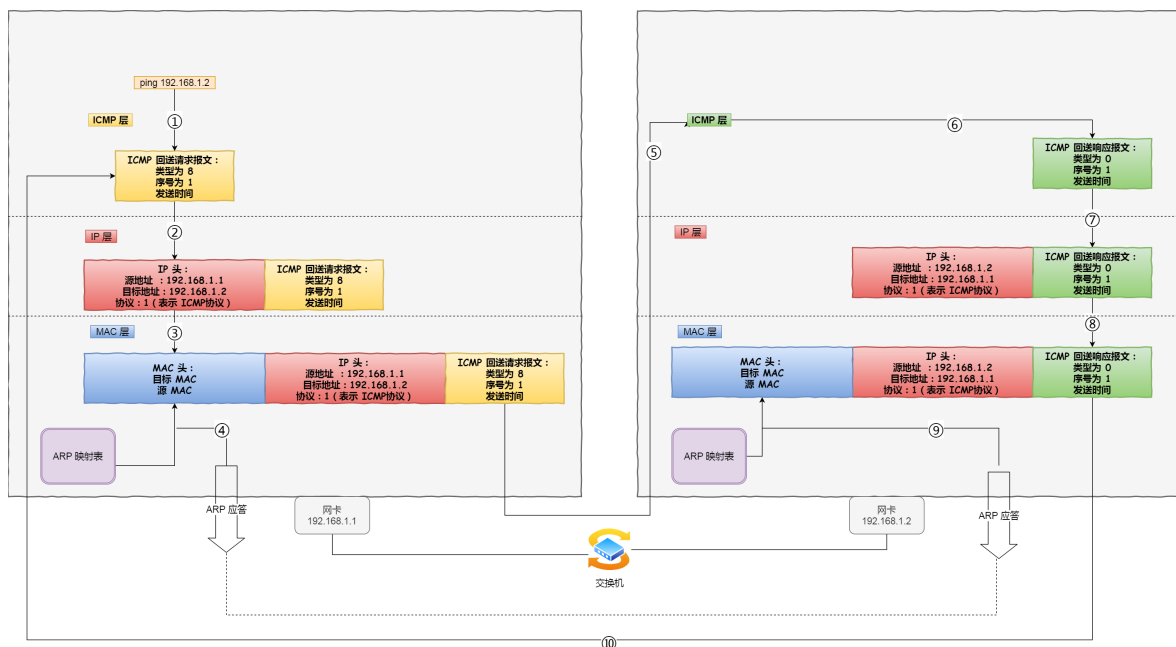 ping 192.168.1.2
ICMP 层
①
ICMP 回送请求报文：
类型为 8
序号为 1
发送时间
②
IP 层
IP 头：
源地址 ：192.168.1.1
目标地址：192.168.1.2
协议：1（表示 ICMP协议）
ICMP 回送请求报文：
类型为 8
序号为 1
发送时间
MAC 层
③
MAC 头：
目标 MAC
源 MAC
IP 头：
源地址 ：192.168.1.1
目标地址：192.168.1.2
协议：1（表示 ICMP协议）
ICMP 回送请求报文：
类型为 8
序号为 1
发送时间
④
ARP 映射表
ARP 应答
网卡
192.168.1.1
交换机
⑤
ICMP 层
⑥
ICMP 回送响应报文：
类型为 0
序号为 1
发送时间
⑦
IP 层
IP 头：
源地址 ：192.168.1.2
目标地址：192.168.1.1
协议：1（表示 ICMP协议）
ICMP 回送响应报文：
类型为 0
序号为 1
发送时间
⑧
MAC 层
MAC 头：
目标 MAC
源 MAC
IP 头：
源地址 ：192.168.1.2
目标地址：192.168.1.1
协议：1（表示 ICMP协议）
ICMP 回送响应报文：
类型为 0
序号为 1
发送时间
⑨
ARP 映射表
ARP 应答
网卡
192.168.1.2
⑩